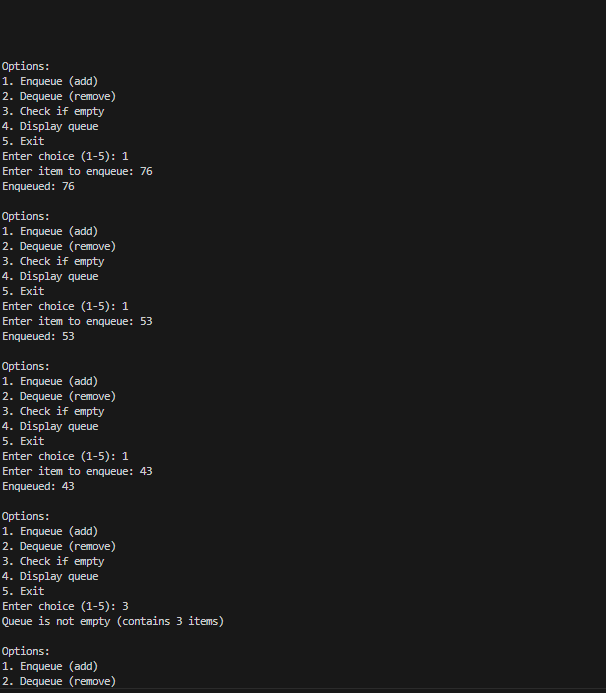 Options:
1. Enqueue (add)
2. Dequeue (remove)
3. Check if empty
4. Display queue
5. Exit
Enter choice (1-5): 1
Enter item to enqueue: 76
Enqueued: 76
Options:
1. Enqueue (add)
2. Dequeue (remove)
3. Check if empty
4. Display queue
5. Exit
Enter choice (1-5): 1
Enter item to enqueue: 53
Enqueued: 53
Options:
1. Enqueue (add)
2. Dequeue (remove)
3. Check if empty
4. Display queue
5. Exit
Enter choice (1-5): 1
Enter item to enqueue: 43
Enqueued: 43
Options:
1. Enqueue (add)
2. Dequeue (remove)
3. Check if empty
4. Display queue
5. Exit
Enter choice (1-5): 3
Queue is not empty (contains 3 items)
Options:
1. Enqueue (add)
2. Dequeue (remove)